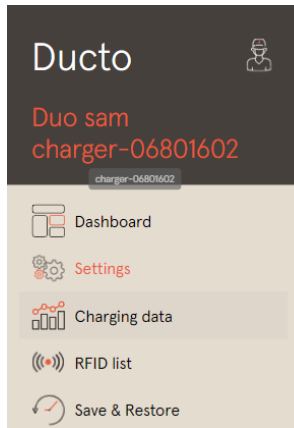 Ducto
Duo sam
charger-06801602
charger-06801602
Dashboard
Settings
Charging data
RFID list
Save & Restore